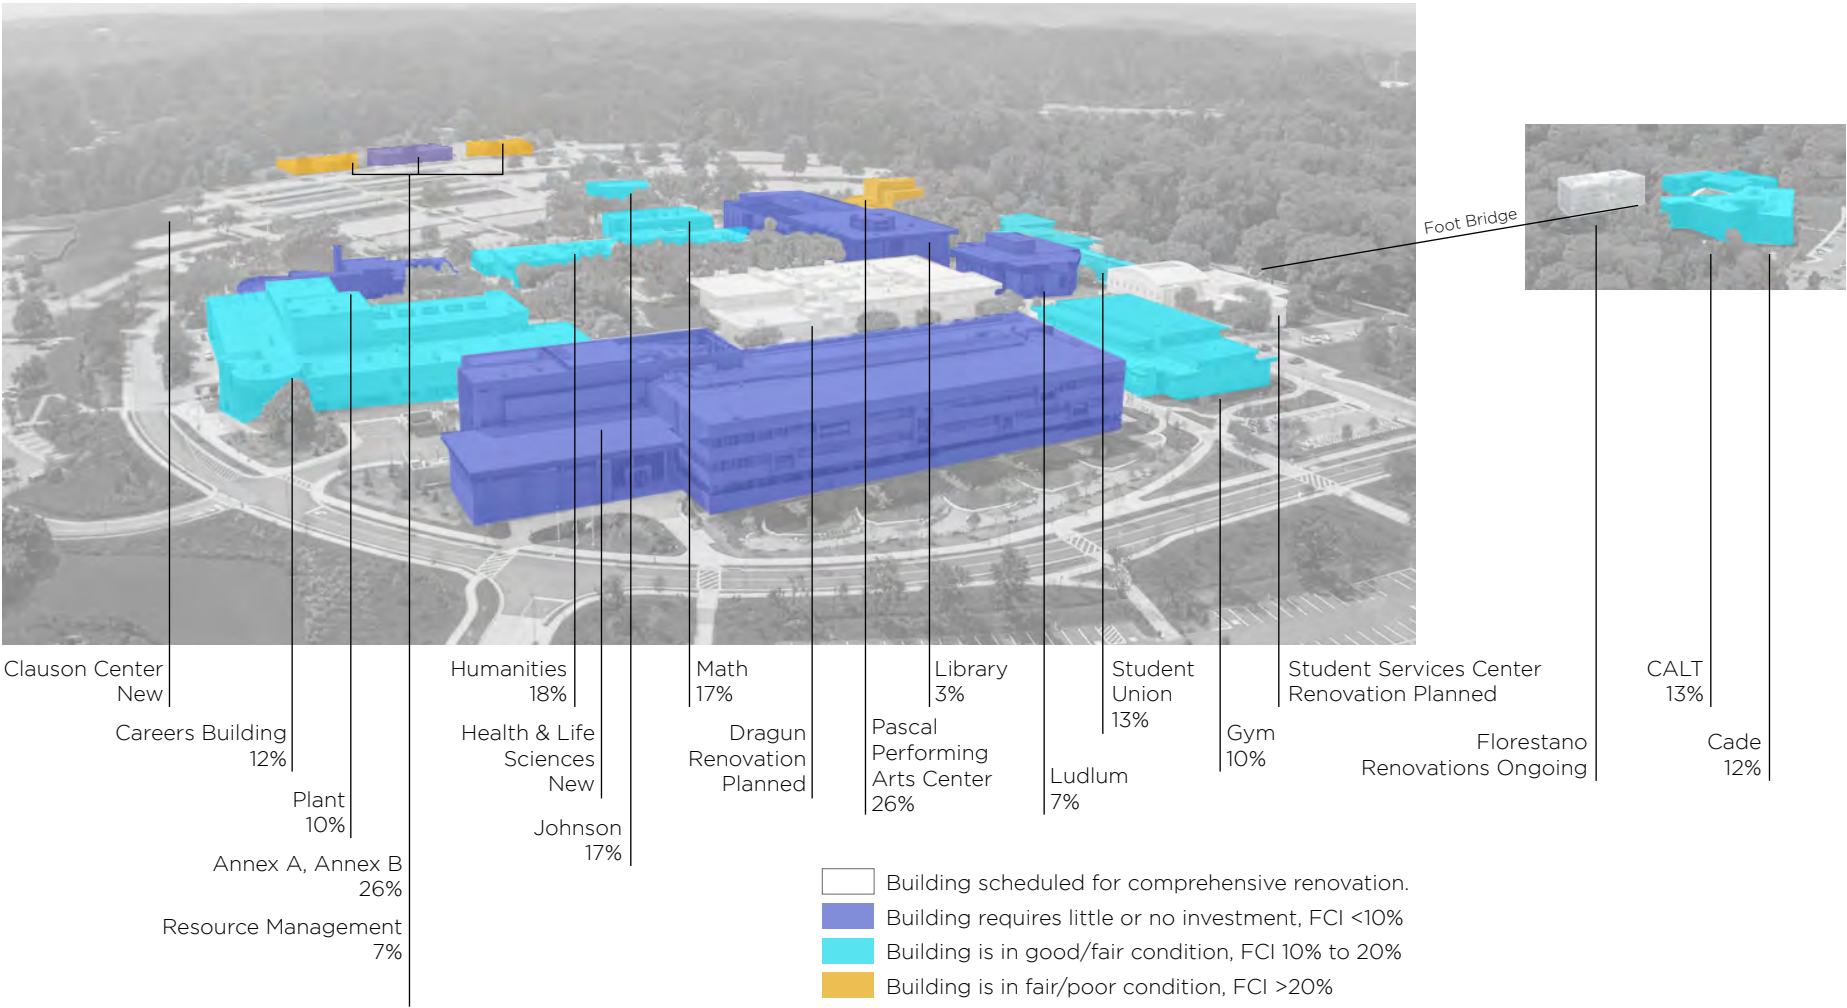 Foot Bridge
Clauson Center
New
Careers Building
12%
Plant
10%
Annex A, Annex B
26%
Resource Management
7%
Humanities
18%
Health & Life
Sciences
New
Johnson
17%
Math
17%
Dragun
Renovation
Planned
Pascal
Performing
Arts Center
26%
Library
3%
Ludlum
7%
Student
Union
13%
Gym
10%
Student Services Center
Renovation Planned
Florestano
Renovations Ongoing
CALT
13%
Cade
12%
Building scheduled for comprehensive renovation.
Building requires little or no investment, FCI <10%
Building is in good/fair condition, FCI 10% to 20%
Building is in fair/poor condition, FCI >20%